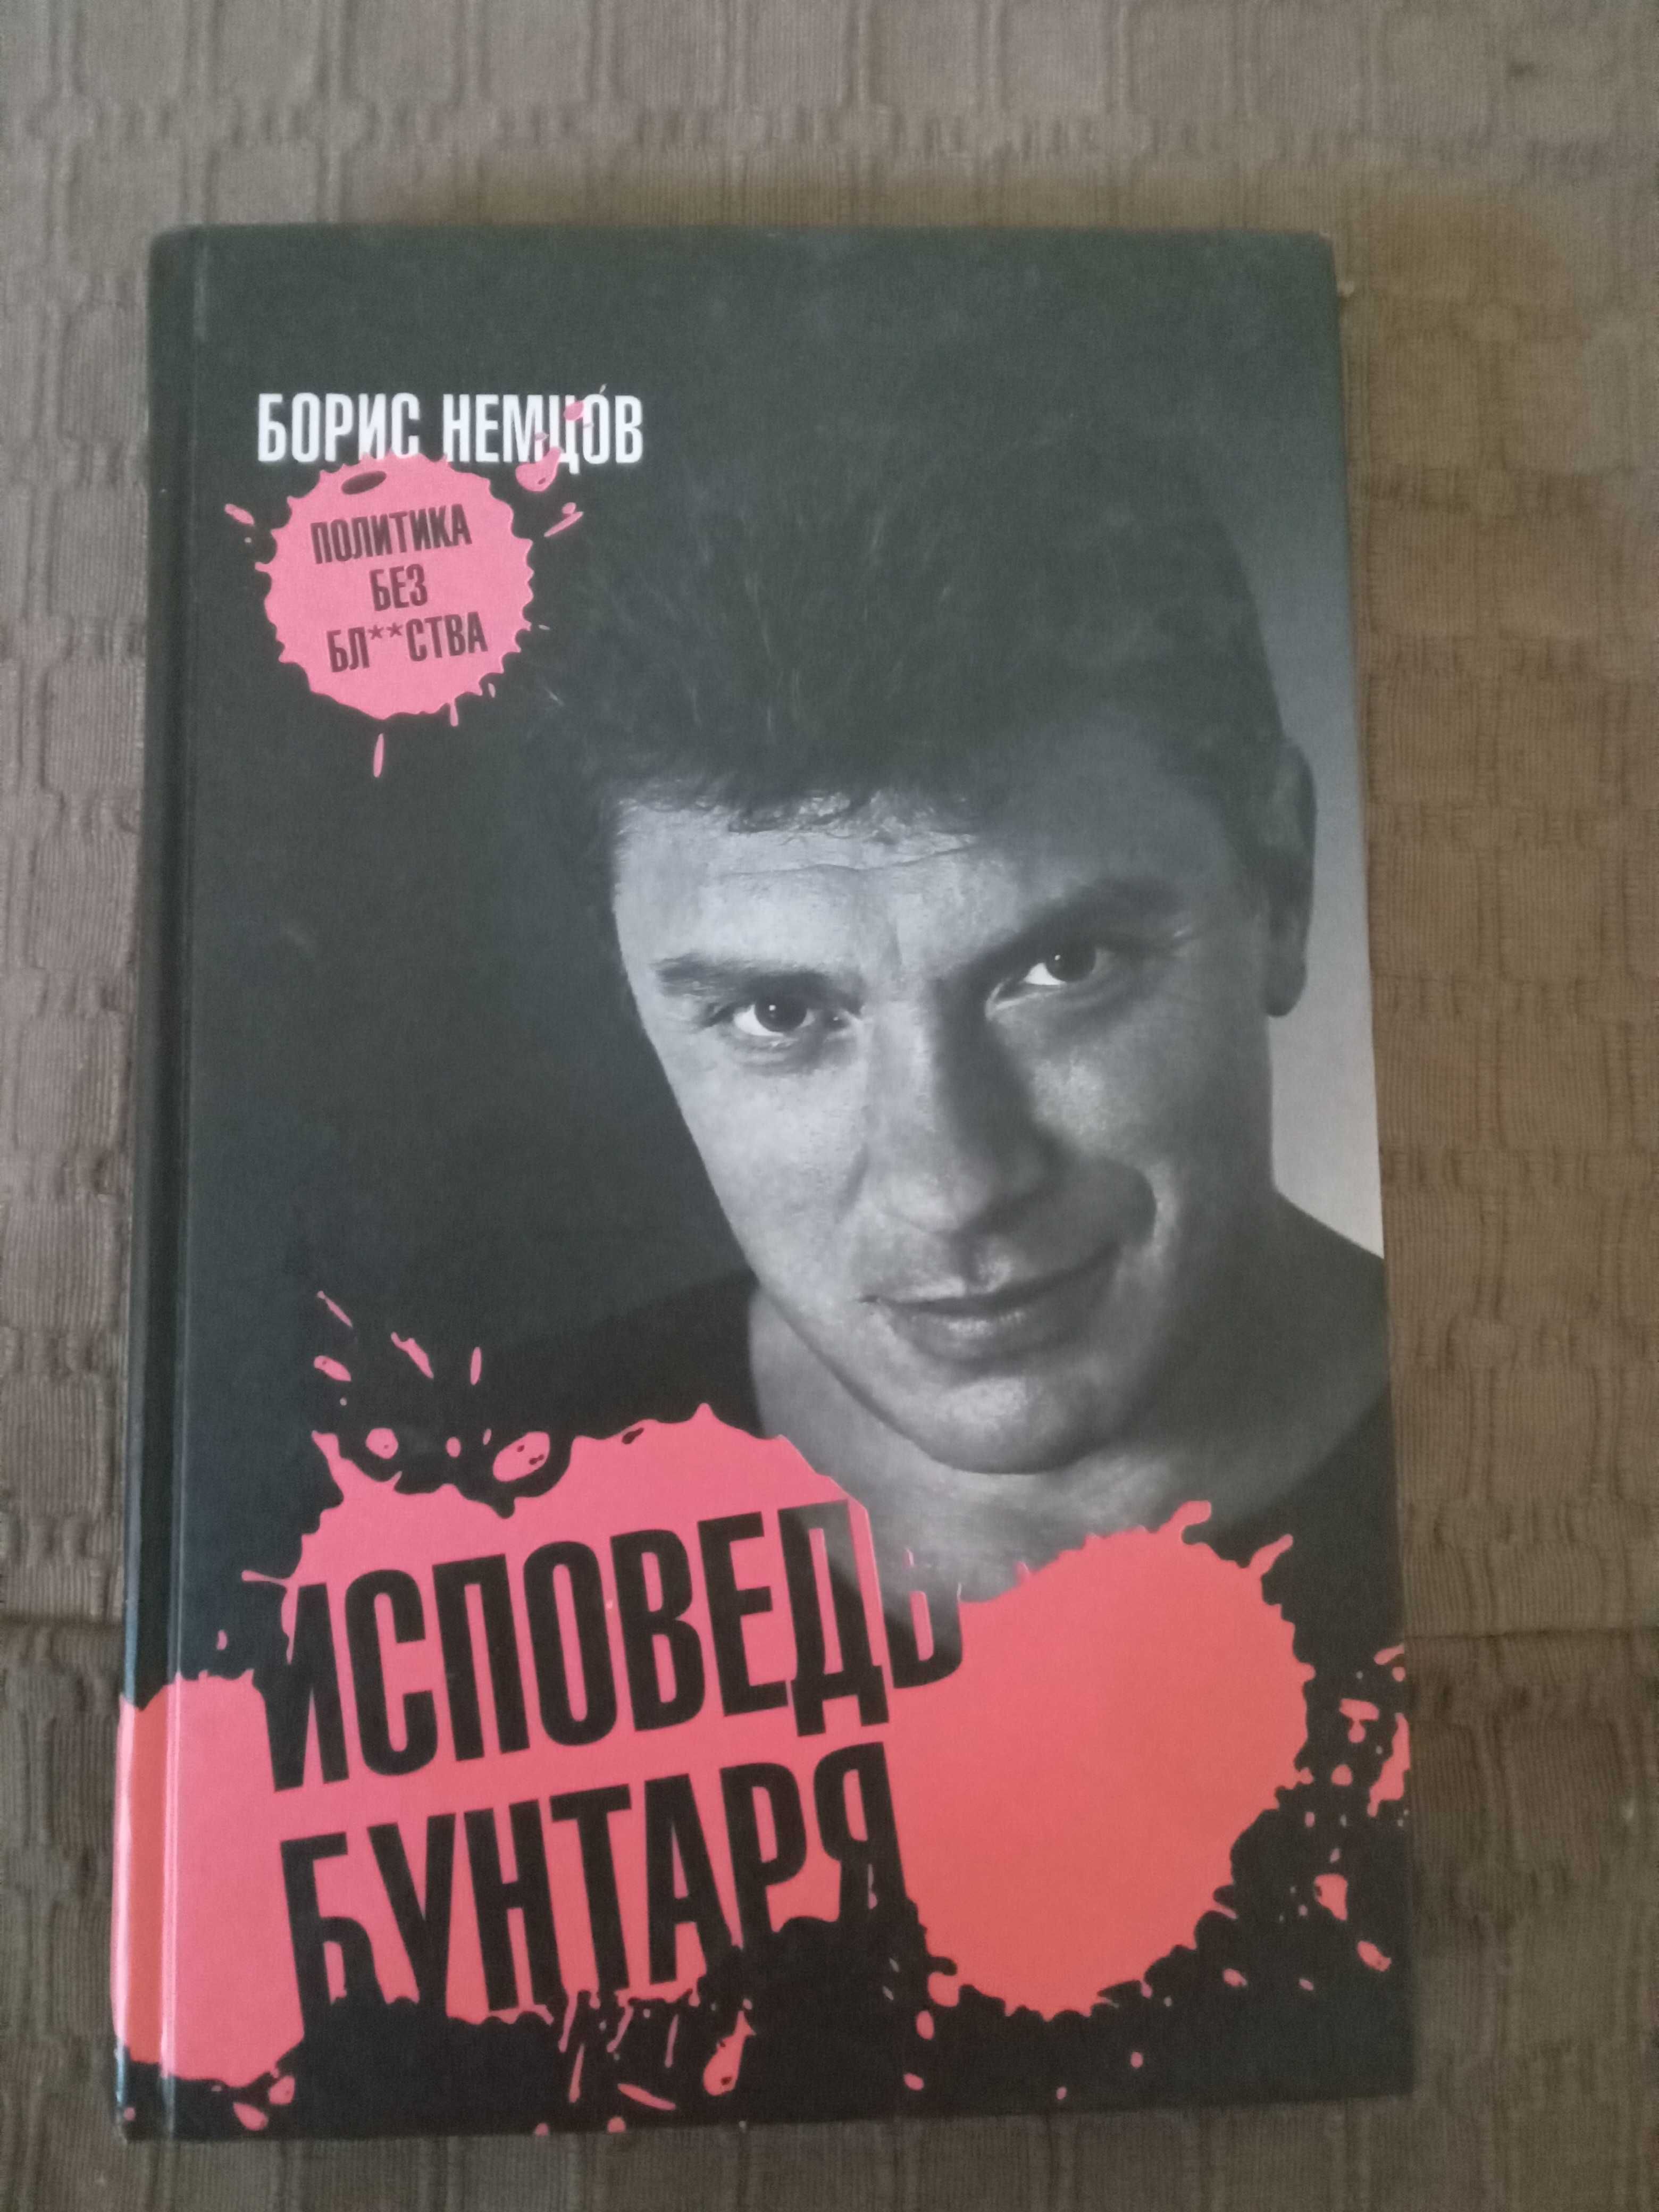 БОРИС НЕМЦОВ
ПОЛИТИКА
БЕЗ
БЛ**СТВА
ИСПОВЕДЬ
БУНТАРЯ